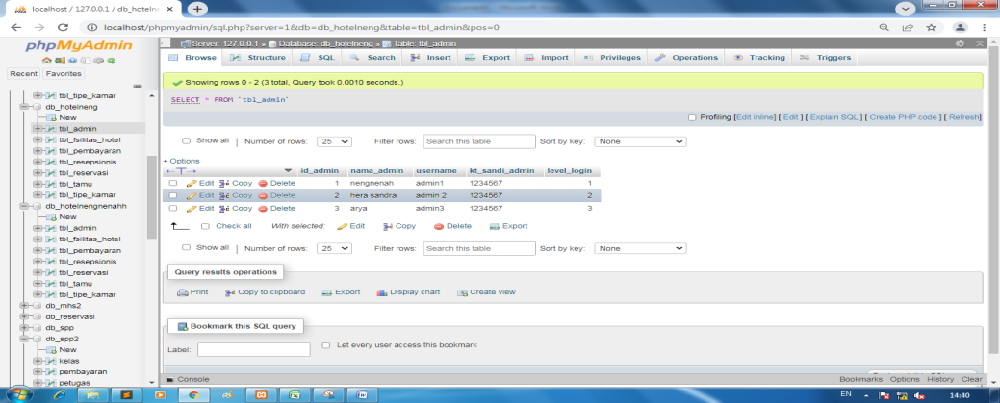 localhost / 127.0.0.1 / db_hotelne
localhost/phpmyadmin/sql.php?server=1&db=db_hotelneng&table=tbl_admin&pos=0
phpMyAdmin
Recent Favorites
tbl_tipe_kamar
db_hotelneng
New
tbl_admin
tbl_fsilitas_hotel
tbl_pembayaran
tbl_resepsionis
tbl_reservasi
tbl_tamu
tbl_tipe_kamar
db_hotelnengnenahh
New
tbl_admin
tbl_fsilitas_hotel
tbl_pembayaran
tbl_resepsionis
tbl_reservasi
tbl_tamu
tbl_tipe_kamar
db_mhs2
db_reservasi
db_spp
db_spp2
New
kelas
pembayaran
petugas
Server: 127.0.0.1 » Database: db_hotelneng » Table: tbl_admin
Browse Structure SQL Search Insert Export Import Privileges Operations Tracking Triggers
Showing rows 0 - 2 (3 total, Query took 0.0010 seconds.)
SELECT * FROM `tbl_admin`
Profiling [Edit inline] [ Edit ] [ Explain SQL ] [ Create PHP code ] [ Refresh]
Show all | Number of rows: 25 Filter rows: Search this table Sort by key: None
+ Options
←T→ id_admin nama_admin username kt_sandi_admin level_login
Edit Copy Delete 1 nengnenah admin1 1234567 1
Edit Copy Delete 2 hera sandra admin 2 1234567 2
Edit Copy Delete 3 arya admin3 1234567 3
Check all With selected: Edit Copy Delete Export
Show all | Number of rows: 25 Filter rows: Search this table Sort by key: None
Query results operations
Print Copy to clipboard Export Display chart Create view
Bookmark this SQL query
Label: Let every user access this bookmark
Console Bookmarks Options History Clear
EN 14:40